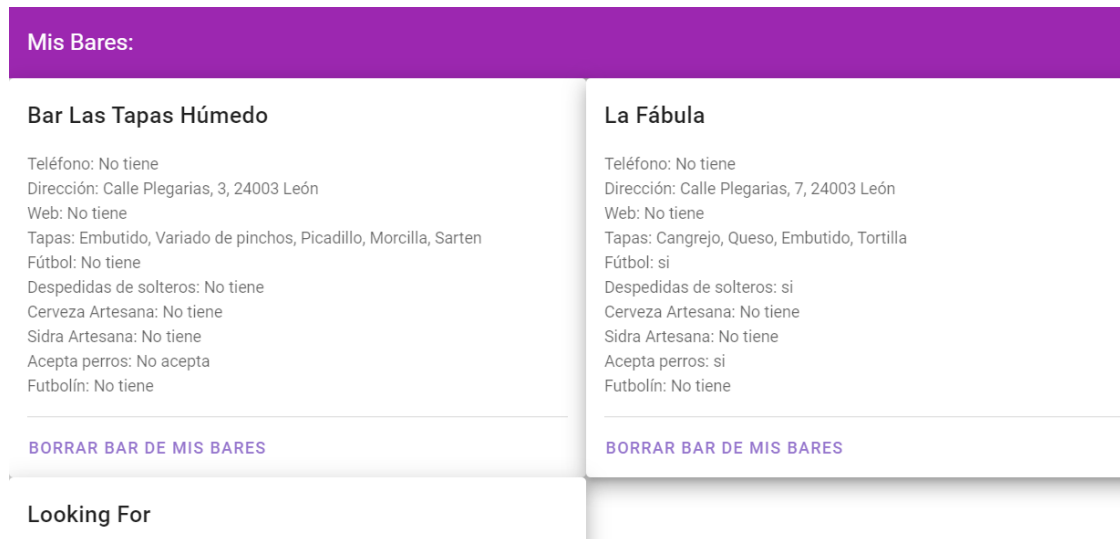 Mis Bares:
Bar Las Tapas Húmedo
Teléfono: No tiene
Dirección: Calle Plegarias, 3, 24003 León
Web: No tiene
Tapas: Embutido, Variado de pinchos, Picadillo, Morcilla, Sarten
Fútbol: No tiene
Despedidas de solteros: No tiene
Cerveza Artesana: No tiene
Sidra Artesana: No tiene
Acepta perros: No acepta
Futbolín: No tiene
BORRAR BAR DE MIS BARES
La Fábula
Teléfono: No tiene
Dirección: Calle Plegarias, 7, 24003 León
Web: No tiene
Tapas: Cangrejo, Queso, Embutido, Tortilla
Fútbol: si
Despedidas de solteros: si
Cerveza Artesana: No tiene
Sidra Artesana: No tiene
Acepta perros: si
Futbolín: No tiene
BORRAR BAR DE MIS BARES
Looking For